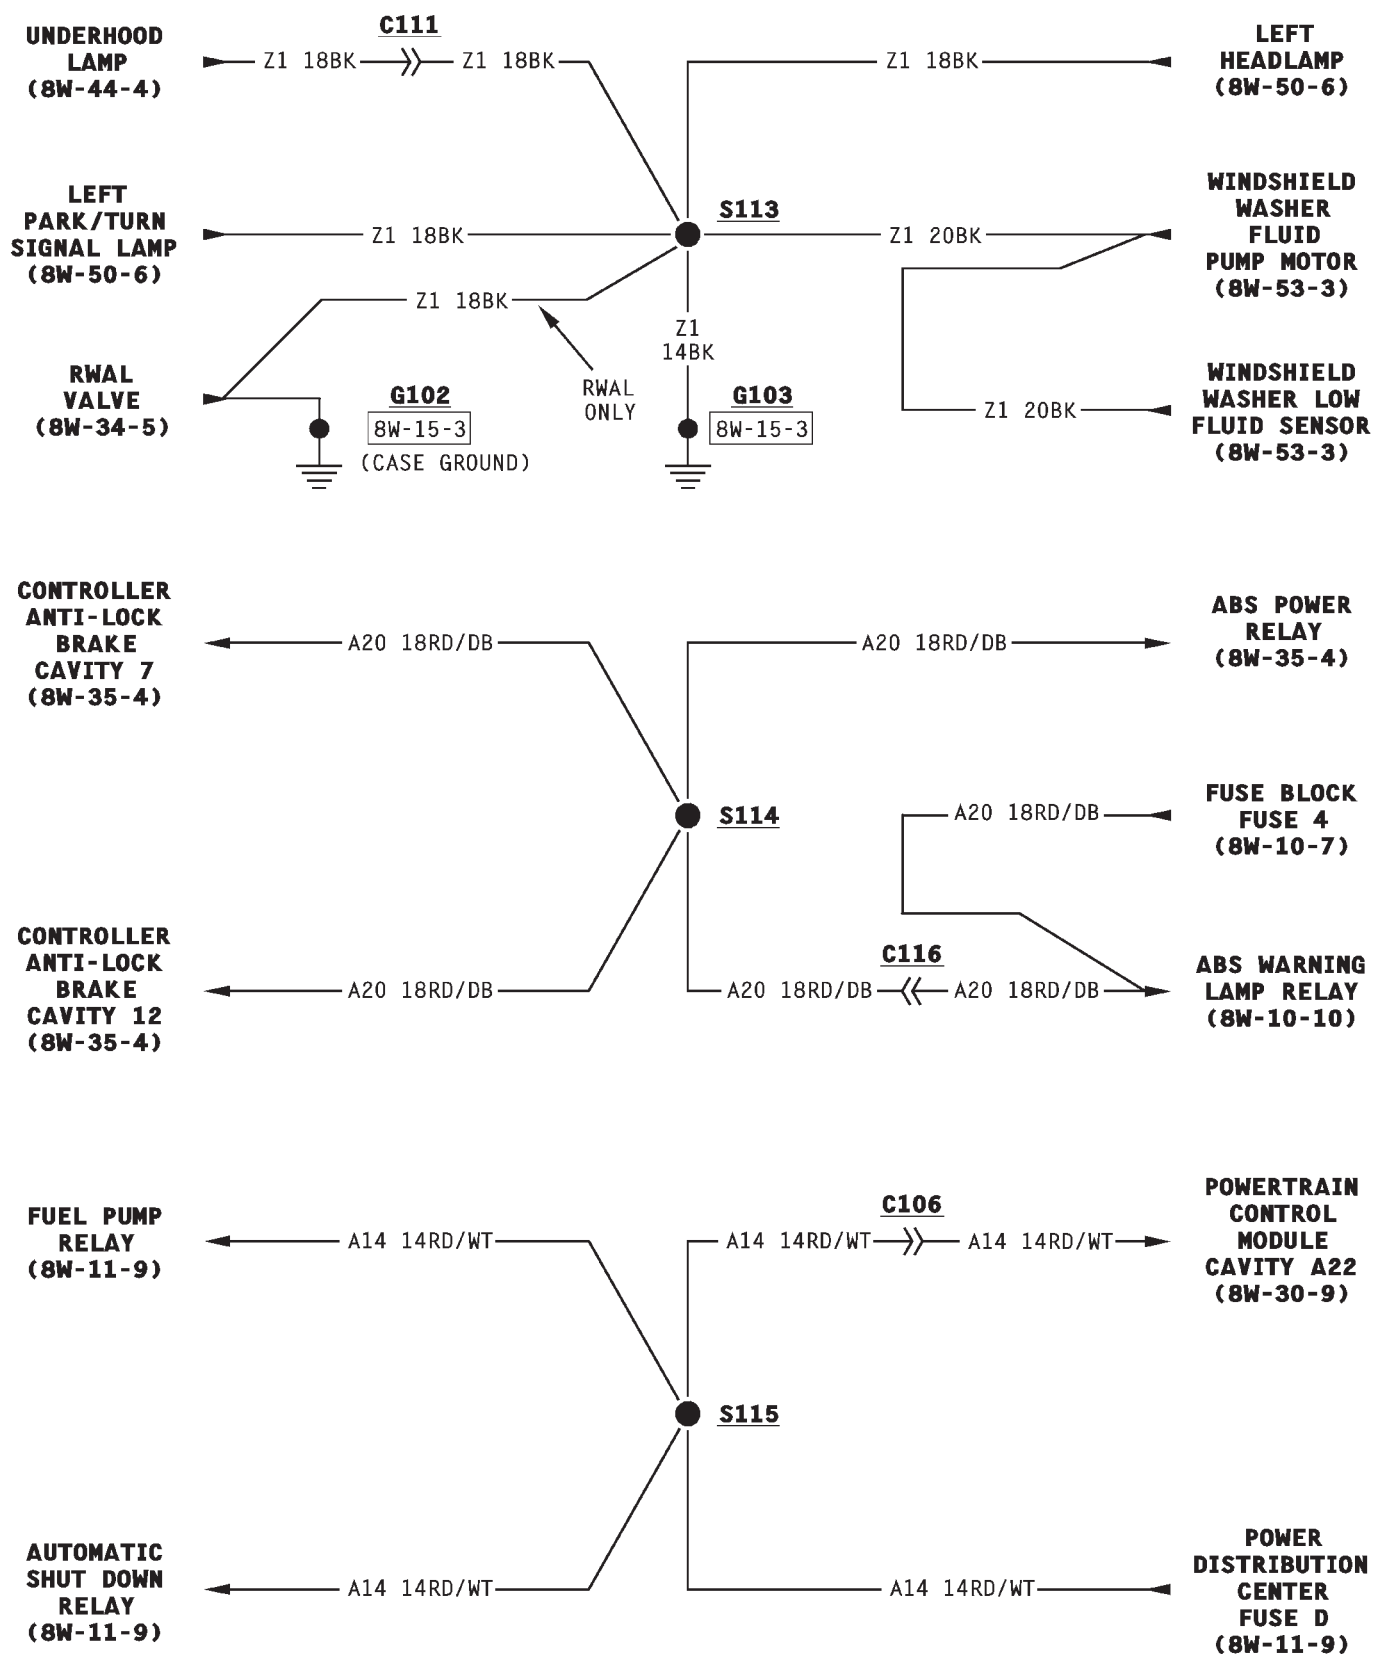 UNDERHOOD
LAMP
(8W-44-4)
Z1 18BK
C111
Z1 18BK
Z1 18BK
LEFT
HEADLAMP
(8W-50-6)
LEFT
PARK/TURN
SIGNAL LAMP
(8W-50-6)
Z1 18BK
S113
Z1 20BK
WINDSHIELD
WASHER
FLUID
PUMP MOTOR
(8W-53-3)
Z1 18BK
Z1
14BK
RWAL
ONLY
RWAL
VALVE
(8W-34-5)
G102
8W-15-3
(CASE GROUND)
G103
8W-15-3
Z1 20BK
WINDSHIELD
WASHER LOW
FLUID SENSOR
(8W-53-3)
CONTROLLER
ANTI-LOCK
BRAKE
CAVITY 7
(8W-35-4)
A20 18RD/DB
A20 18RD/DB
ABS POWER
RELAY
(8W-35-4)
S114
A20 18RD/DB
FUSE BLOCK
FUSE 4
(8W-10-7)
CONTROLLER
ANTI-LOCK
BRAKE
CAVITY 12
(8W-35-4)
A20 18RD/DB
A20 18RD/DB
C116
A20 18RD/DB
ABS WARNING
LAMP RELAY
(8W-10-10)
FUEL PUMP
RELAY
(8W-11-9)
A14 14RD/WT
A14 14RD/WT
C106
A14 14RD/WT
POWERTRAIN
CONTROL
MODULE
CAVITY A22
(8W-30-9)
S115
AUTOMATIC
SHUT DOWN
RELAY
(8W-11-9)
A14 14RD/WT
A14 14RD/WT
POWER
DISTRIBUTION
CENTER
FUSE D
(8W-11-9)